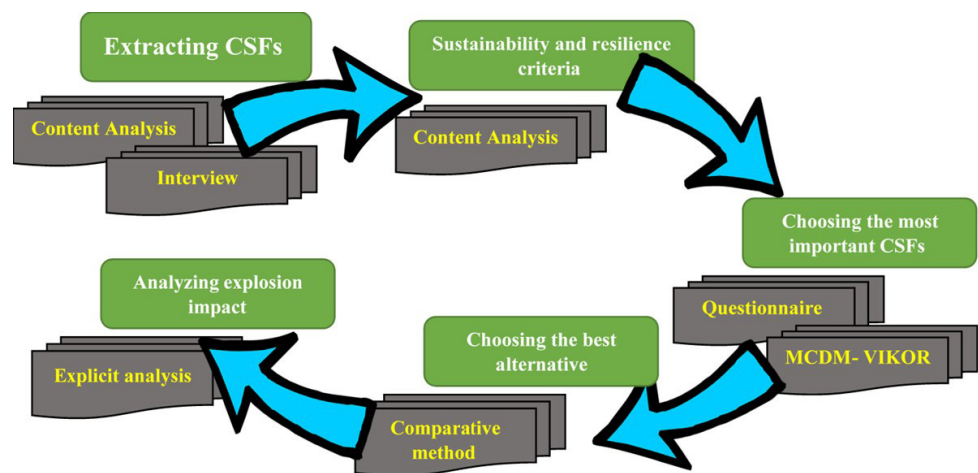 Extracting CSFs
Content Analysis
Interview
Sustainability and resilience
criteria
Content Analysis
Choosing the most
important CSFs
Questionnaire
MCDM- VIKOR
Choosing the best
alternative
Comparative
method
Analyzing explosion
impact
Explicit analysis